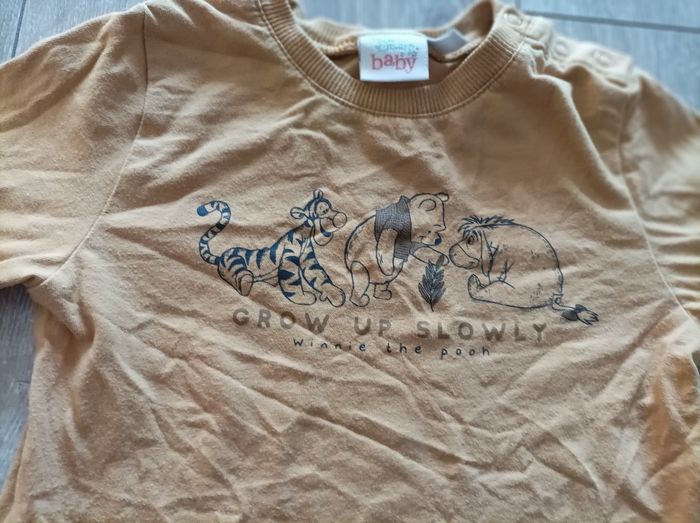 baby
GROW UP SLOWLY
winnie the pooh